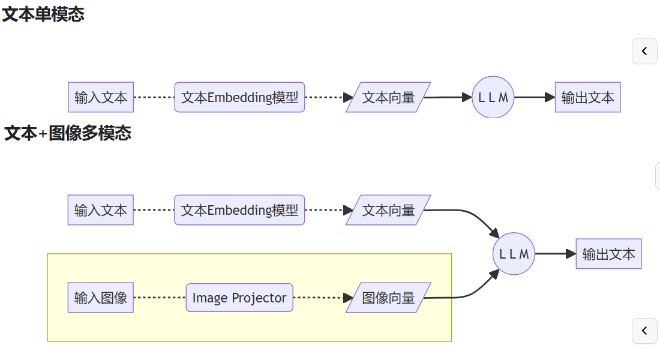 文本单模态
输入文本
文本Embedding模型
文本向量
LLM
输出文本
文本+图像多模态
输入文本
文本Embedding模型
文本向量
LLM
输出文本
输入图像
Image Projector
图像向量